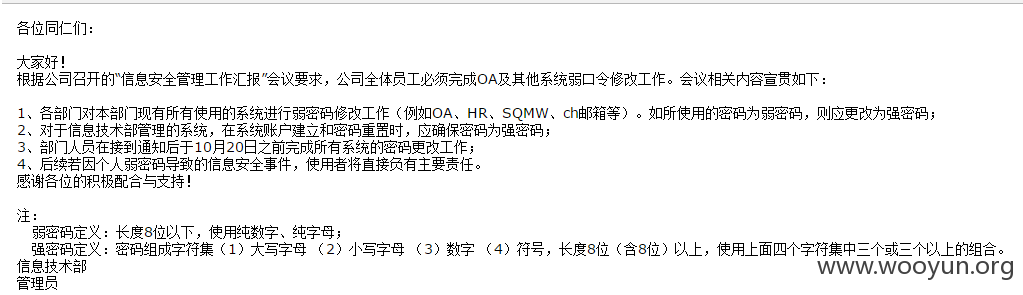 各位同仁们：
大家好！
根据公司召开的“信息安全管理工作汇报”会议要求，公司全体员工必须完成OA及其他系统弱口令修改工作。会议相关内容宣贯如下：
1、各部门对本部门现有所有使用的系统进行弱密码修改工作（例如OA、HR、SQMW、ch邮箱等）。如所使用的密码为弱密码，则应更改为强密码；
2、对于信息技术部管理的系统，在系统账户建立和密码重置时，应确保密码为强密码；
3、部门人员在接到通知后于10月20日之前完成所有系统的密码更改工作；
4、后续若因个人弱密码导致的信息安全事件，使用者将直接负有主要责任。
感谢各位的积极配合与支持！
注：
弱密码定义：长度8位以下，使用纯数字、纯字母；
强密码定义：密码组成字符集（1）大写字母 （2）小写字母 （3）数字 （4）符号，长度8位（含8位）以上，使用上面四个字符集中三个或三个以上的组合。
信息技术部
管理员
www.wooyun.org